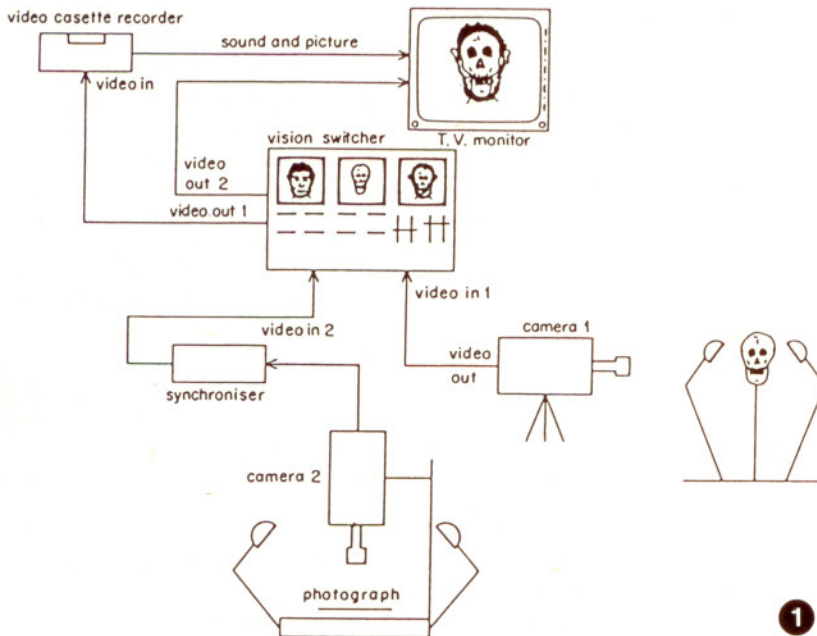 video casette recorder
sound and picture
video in
T. V. monitor
vision switcher
video
out 2
video out 1
video in 1
video in 2
camera 1
video
out
synchroniser
camera 2
photograph
1